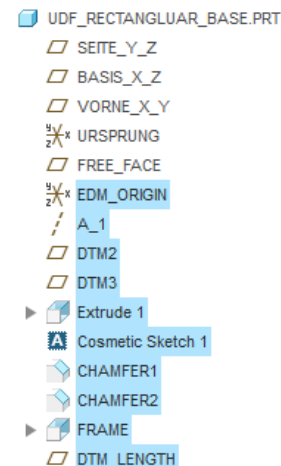 UDF_RECTANGLUAR_BASE.PRT
SEITE_Y_Z
BASIS_X_Z
VORNE_X_Y
URSPRUNG
FREE_FACE
EDM_ORIGIN
A_1
DTM2
DTM3
Extrude 1
Cosmetic Sketch 1
CHAMFER1
CHAMFER2
FRAME
DTM_LENGTH